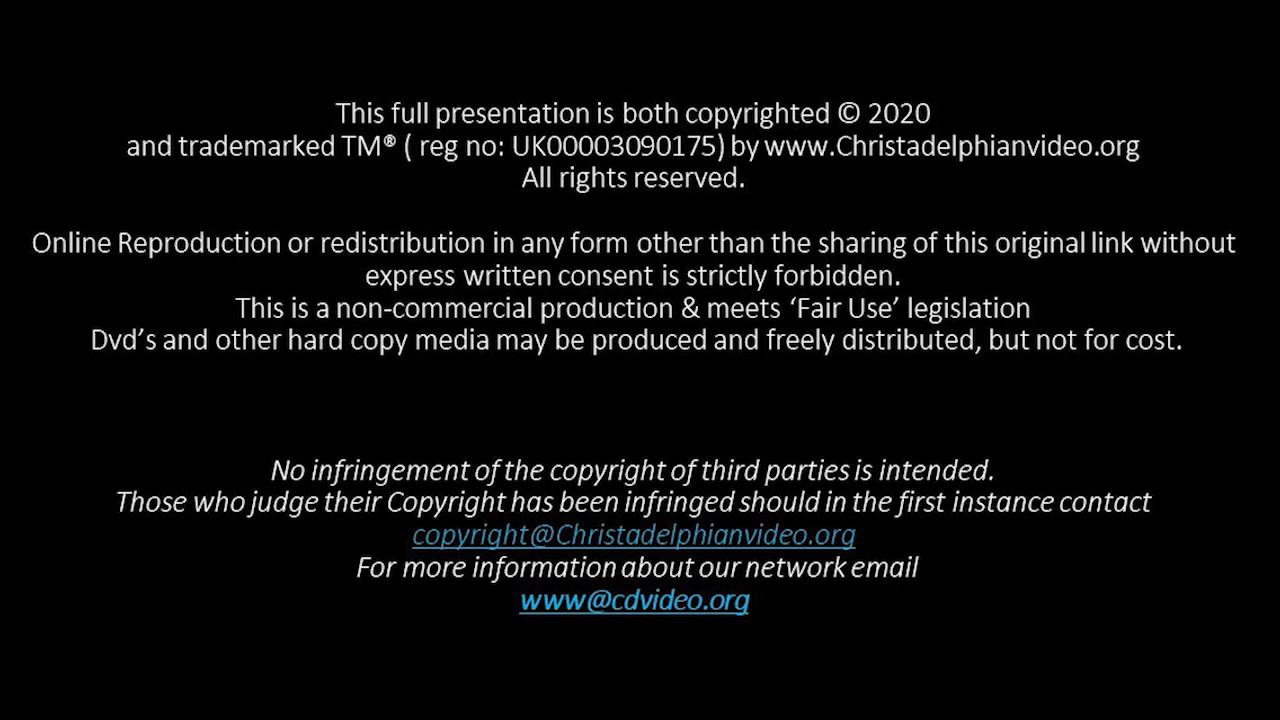 This full presentation is both copyrighted © 2020
and trademarked TM® ( reg no: UK00003090175) by www.Christadelphianvideo.org
All rights reserved.
Online Reproduction or redistribution in any form other than the sharing of this original link without
express written consent is strictly forbidden.
This is a non-commercial production & meets ‘Fair Use’ legislation
Dvd’s and other hard copy media may be produced and freely distributed, but not for cost.
No infringement of the copyright of third parties is intended.
Those who judge their Copyright has been infringed should in the first instance contact
copyright@Christadelphianvideo.org
For more information about our network email
www@cdvideo.org